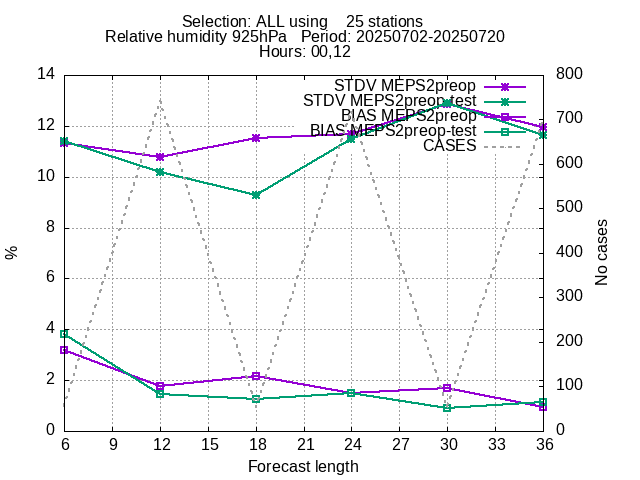 Selection: ALL using    25 stations
Relative humidity 925hPa   Period: 20250702-20250720
Hours: 00,12
STDV MEPS2preop
STDV MEPS2preop-test
BIAS MEPS2preop
BIAS MEPS2preop-test
CASES
14
12
10
8
6
4
2
0
%
800
700
600
500
400
300
200
100
0
No cases
6 9 12 15 18 21 24 27 30 33 36
Forecast length